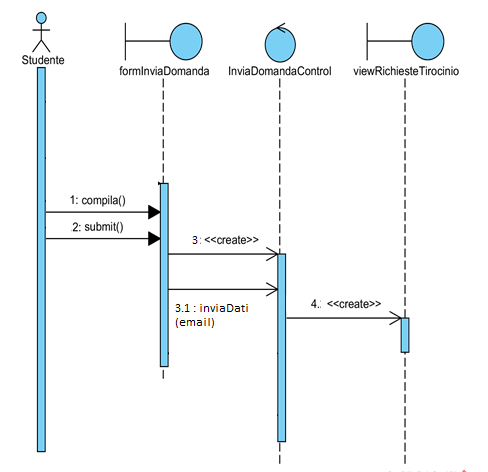 Studente
formInviaDomanda
InviaDomandaControl
viewRichiesteTirocinio
1: compila()
2: submit()
3: <<create>>
3.1 : inviaDati
(email)
4.: <<create>>